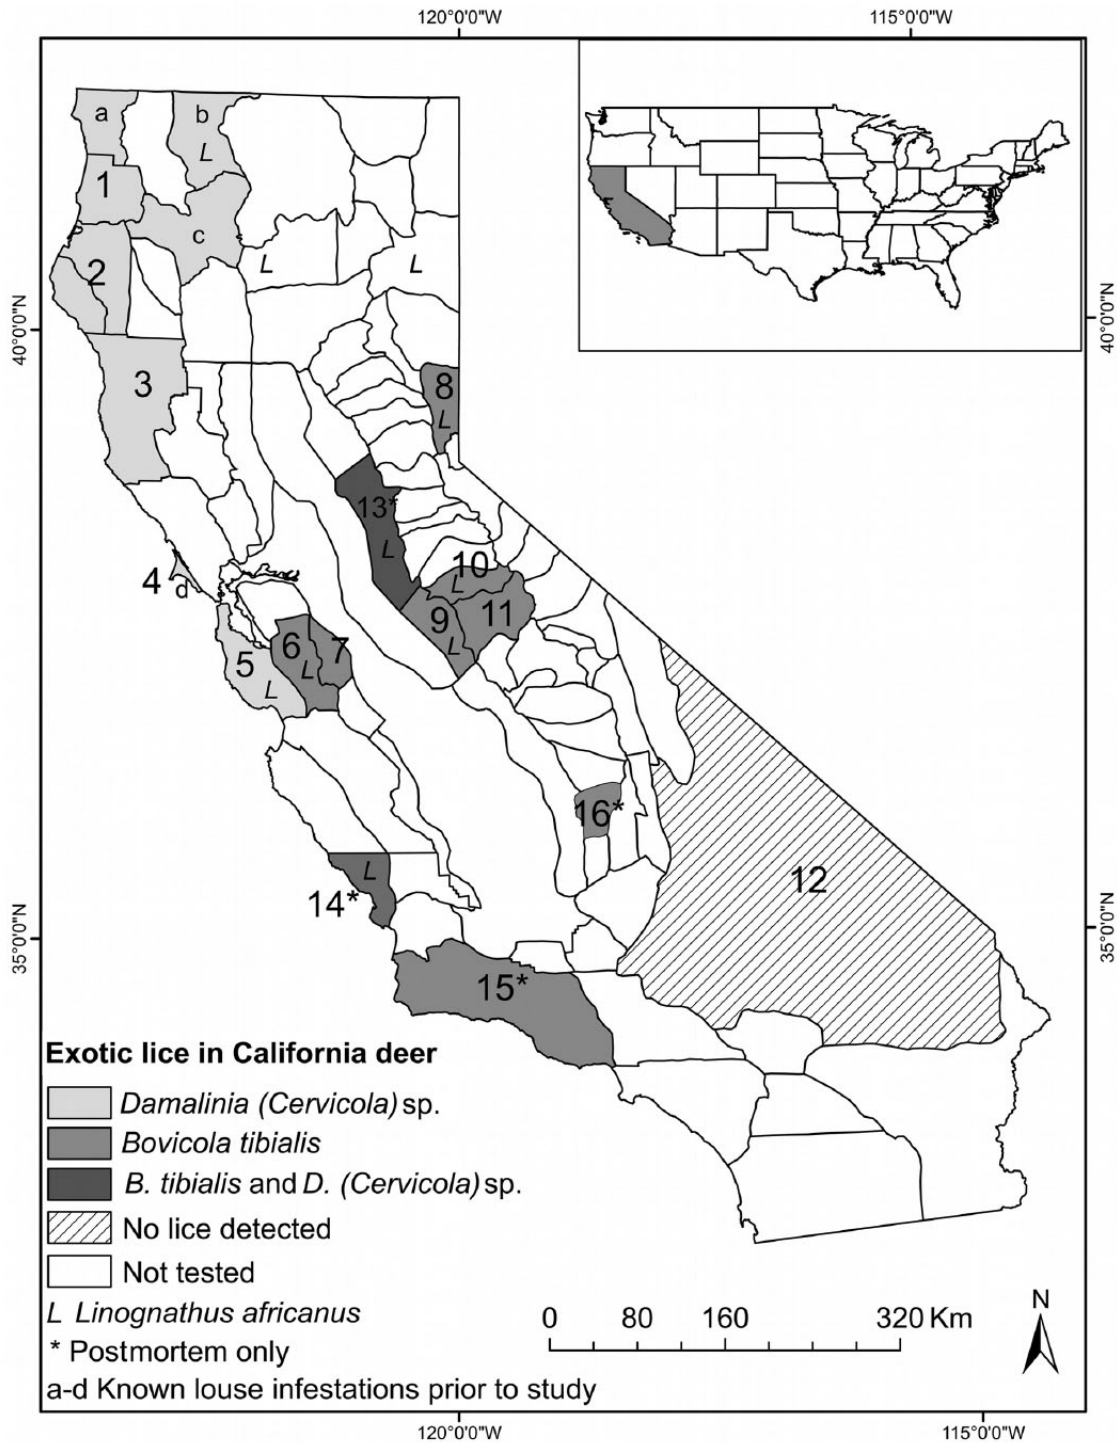 120°0'0"W 115°0'0"W
40°0'0"N 40°0'0"N
35°0'0"N 35°0'0"N
a
b
L
1
c
2
L
L
3
8
L
13*
L
4
d
10
L
9
11
L
6
7
L
5
L
16*
12
L
14*
15*
Exotic lice in California deer
Damalinia (Cervicola) sp.
Bovicola tibialis
B. tibialis and D. (Cervicola) sp.
No lice detected
Not tested
L Linognathus africanus
* Postmortem only
a-d Known louse infestations prior to study
0 80 160 320 Km
N
120°0'0"W 115°0'0"W